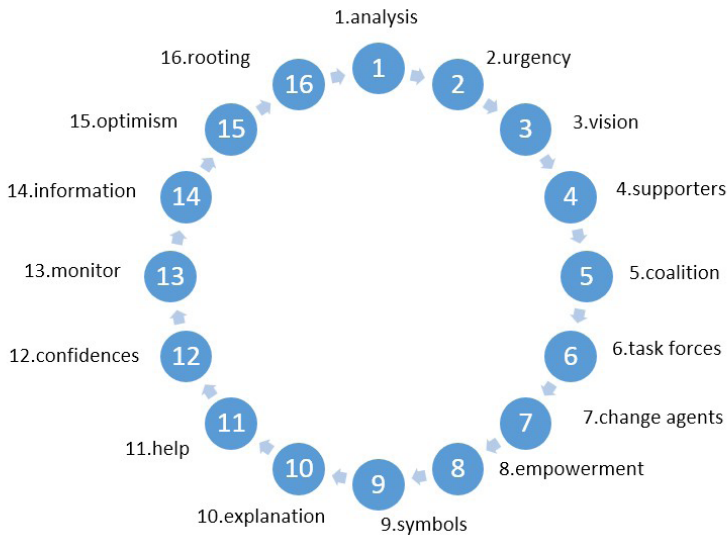 1.analysis
1
2.urgency
2
3.vision
3
4.supporters
4
5.coalition
5
6.task forces
6
7.change agents
7
8.empowerment
8
9.symbols
9
10.explanation
10
11.help
11
12.confidences
12
13.monitor
13
14.information
14
15.optimism
15
16.rooting
16